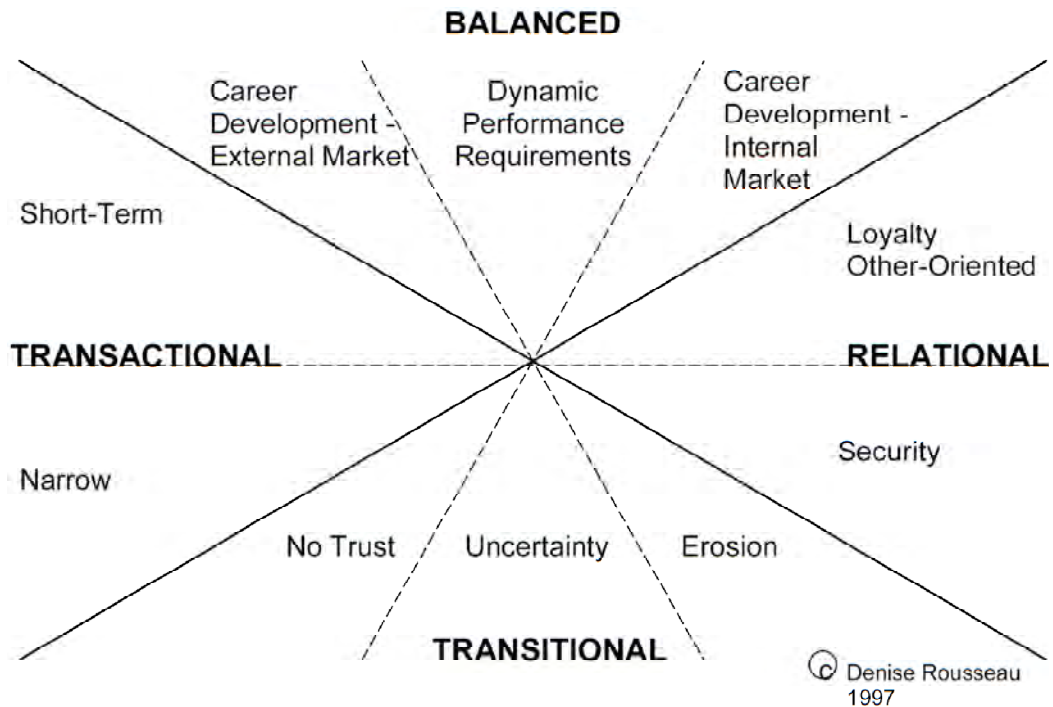 BALANCED
Career
Development -
External Market
Dynamic
Performance
Requirements
Career
Development -
Internal
Market
Short-Term
Loyalty
Other-Oriented
TRANSACTIONAL
RELATIONAL
Narrow
Security
No Trust
Uncertainty
Erosion
TRANSITIONAL
© Denise Rousseau
1997